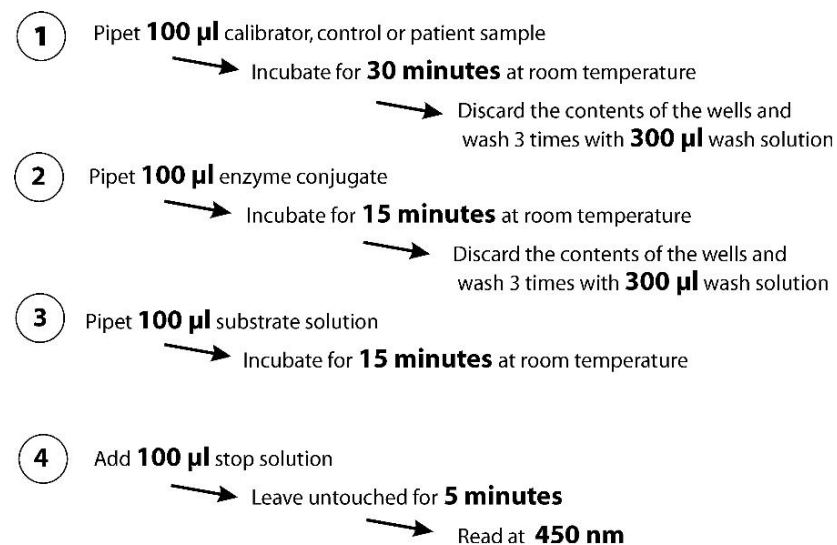 1 Pipet 100 µl calibrator, control or patient sample
Incubate for 30 minutes at room temperature
Discard the contents of the wells and
wash 3 times with 300 µl wash solution
2 Pipet 100 µl enzyme conjugate
Incubate for 15 minutes at room temperature
Discard the contents of the wells and
wash 3 times with 300 µl wash solution
3 Pipet 100 µl substrate solution
Incubate for 15 minutes at room temperature
4 Add 100 µl stop solution
Leave untouched for 5 minutes
Read at 450 nm